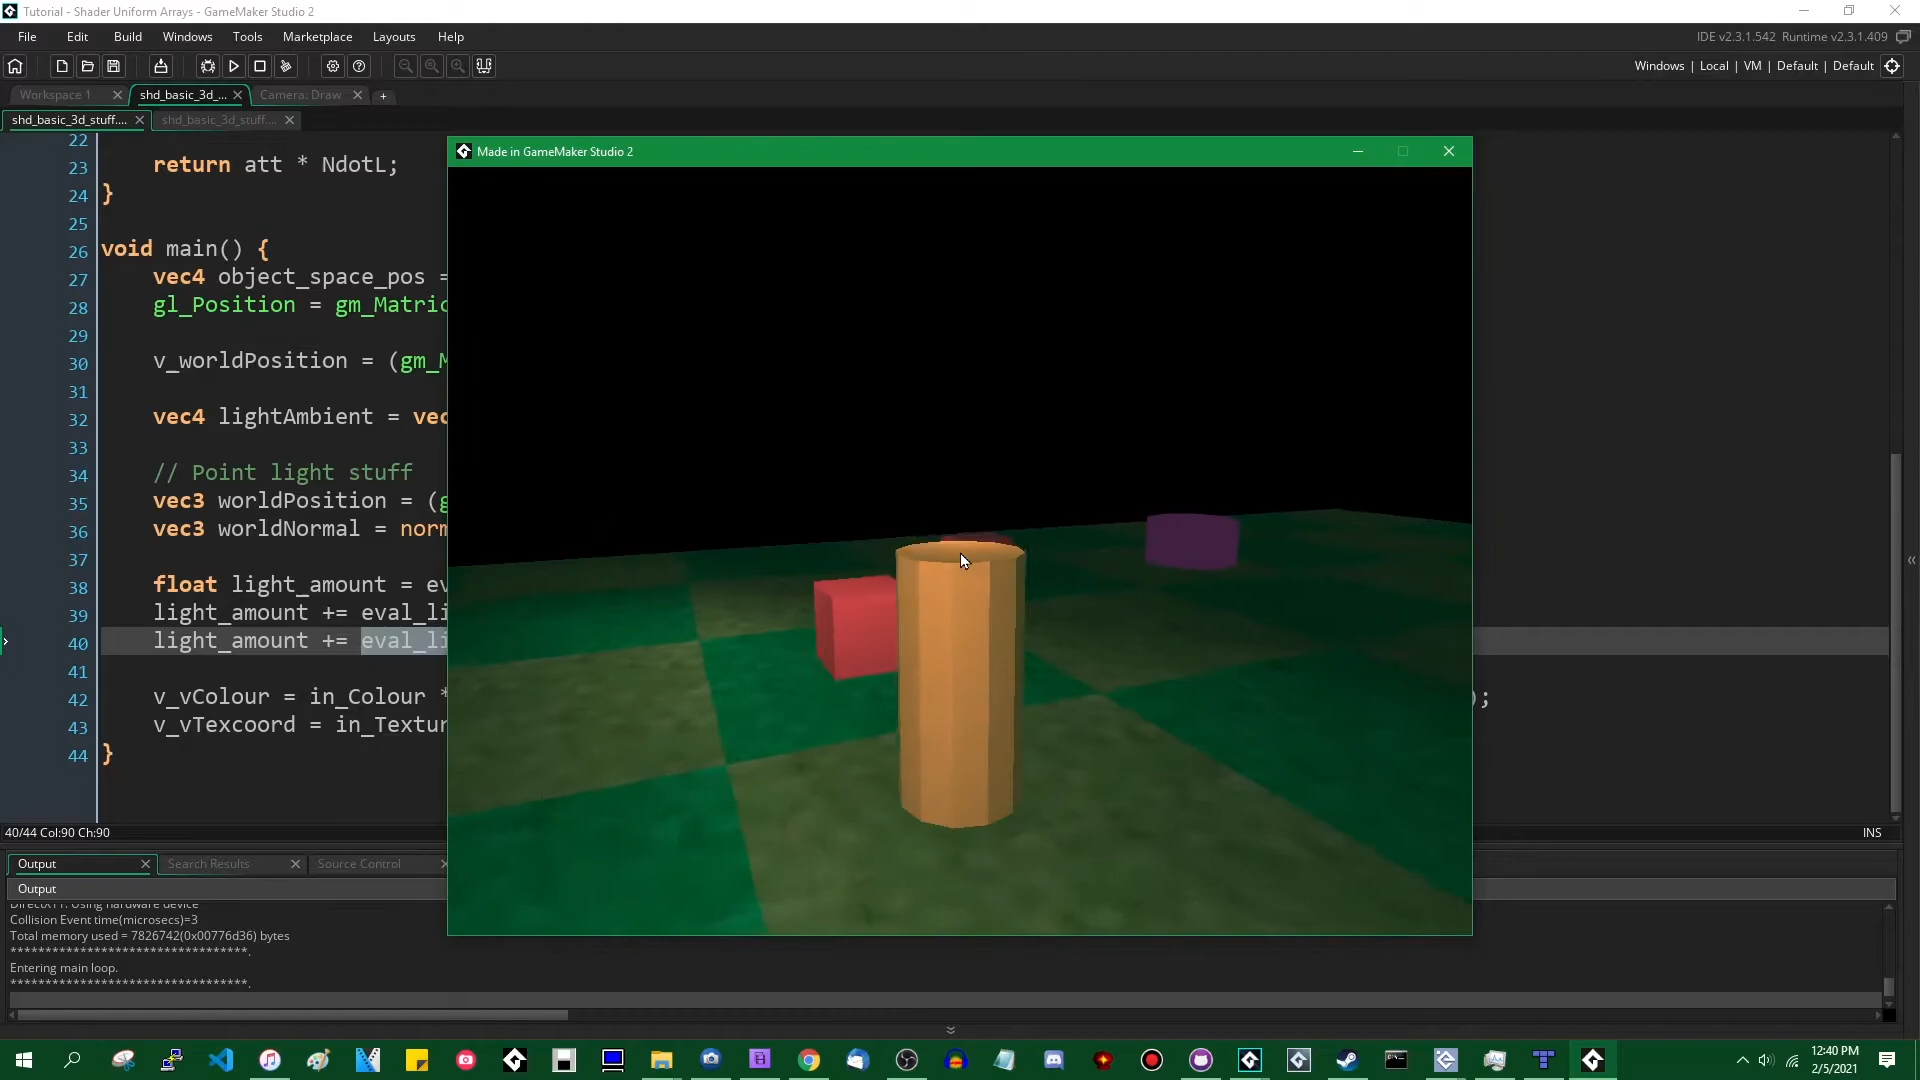 Tutorial - Shader Uniform Arrays - GameMaker Studio 2
File Edit Build Windows Tools Marketplace Layouts Help
IDE v2.3.1.542 Runtime v2.3.1.409
Windows | Local | VM | Default | Default
Workspace 1 shd_basic_3d_... Camera: Draw +
shd_basic_3d_stuff.... shd_basic_3d_stuff....
Made in GameMaker Studio 2
22
23 return att * NdotL;
24 }
25
26 void main() {
27 vec4 object_space_pos =
28 gl_Position = gm_Matric
29
30 v_worldPosition = (gm_M
31
32 vec4 lightAmbient = vec
33
34 // Point light stuff
35 vec3 worldPosition = (g
36 vec3 worldNormal = norm
37
38 float light_amount = ev
39 light_amount += eval_li
40 light_amount += eval_li
41
42 v_vColour = in_Colour * );
43 v_vTexcoord = in_Textur
44 }
40/44 Col:90 Ch:90 INS
Output Search Results Source Control
Output
DirectX11: Using hardware device
Collision Event time(microsecs)=3
Total memory used = 7826742(0x00776d36) bytes
*********************************.
Entering main loop.
*********************************.
12:40 PM
2/5/2021